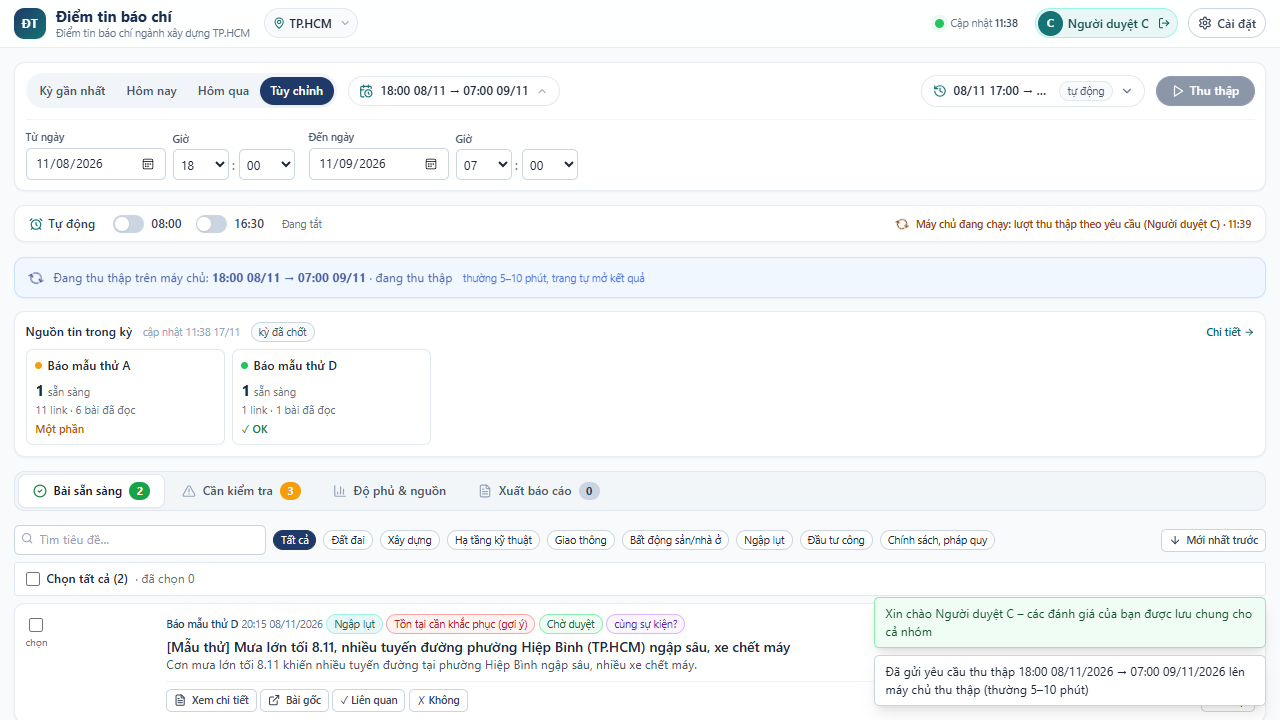 ĐT
Điểm tin báo chí
Điểm tin báo chí ngành xây dựng TP.HCM
TP.HCM
Cập nhật 11:38
C Người duyệt C
Cài đặt
Kỳ gần nhất Hôm nay Hôm qua Tùy chỉnh
18:00 08/11 → 07:00 09/11
08/11 17:00 → ... tự động
Thu thập
Từ ngày Giờ Đến ngày Giờ
11/08/2026 18 : 00 11/09/2026 07 : 00
Tự động 08:00 16:30 Đang tắt
Máy chủ đang chạy: lượt thu thập theo yêu cầu (Người duyệt C) · 11:39
Đang thu thập trên máy chủ: 18:00 08/11 → 07:00 09/11 · đang thu thập thường 5–10 phút, trang tự mở kết quả
Nguồn tin trong kỳ cập nhật 11:38 17/11 kỳ đã chốt
Chi tiết →
Báo mẫu thử A
1 sẵn sàng
11 link · 6 bài đã đọc
Một phần
Báo mẫu thử D
1 sẵn sàng
1 link · 1 bài đã đọc
✓ OK
Bài sẵn sàng 2
Cần kiểm tra 3
Độ phủ & nguồn
Xuất báo cáo 0
Tìm tiêu đề...
Tất cả Đất đai Xây dựng Hạ tầng kỹ thuật Giao thông Bất động sản/nhà ở Ngập lụt Đầu tư công Chính sách, pháp quy
↓ Mới nhất trước
Chọn tất cả (2) · đã chọn 0
chọn
Báo mẫu thử D 20:15 08/11/2026 Ngập lụt Tồn tại cần khắc phục (gợi ý) Chờ duyệt cùng sự kiện?
[Mẫu thử] Mưa lớn tối 8.11, nhiều tuyến đường phường Hiệp Bình (TP.HCM) ngập sâu, xe chết máy
Cơn mưa lớn tối 8.11 khiến nhiều tuyến đường tại phường Hiệp Bình ngập sâu, nhiều xe chết máy.
Xem chi tiết Bài gốc ✓ Liên quan ✗ Không
Xin chào Người duyệt C – các đánh giá của bạn được lưu chung cho
cả nhóm
Đã gửi yêu cầu thu thập 18:00 08/11/2026 → 07:00 09/11/2026 lên
máy chủ thu thập (thường 5–10 phút)